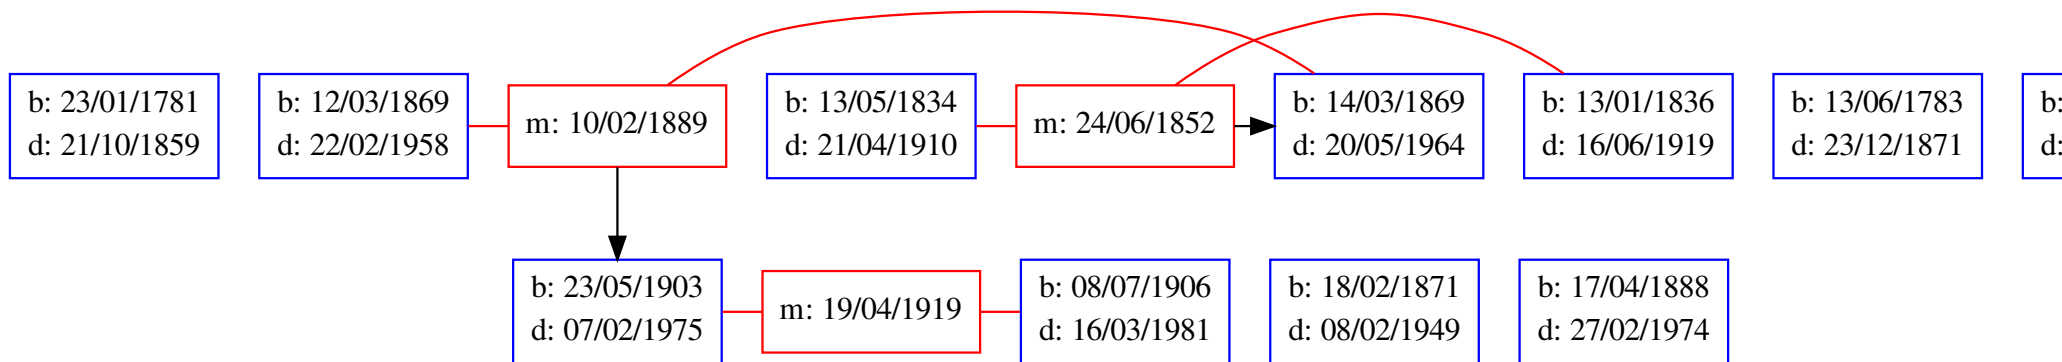 b: 23/01/1781
d: 21/10/1859
b: 12/03/1869
d: 22/02/1958
m: 10/02/1889
b: 13/05/1834
d: 21/04/1910
m: 24/06/1852
b: 14/03/1869
d: 20/05/1964
b: 13/01/1836
d: 16/06/1919
b: 13/06/1783
d: 23/12/1871
b:
d:
b: 23/05/1903
d: 07/02/1975
m: 19/04/1919
b: 08/07/1906
d: 16/03/1981
b: 18/02/1871
d: 08/02/1949
b: 17/04/1888
d: 27/02/1974